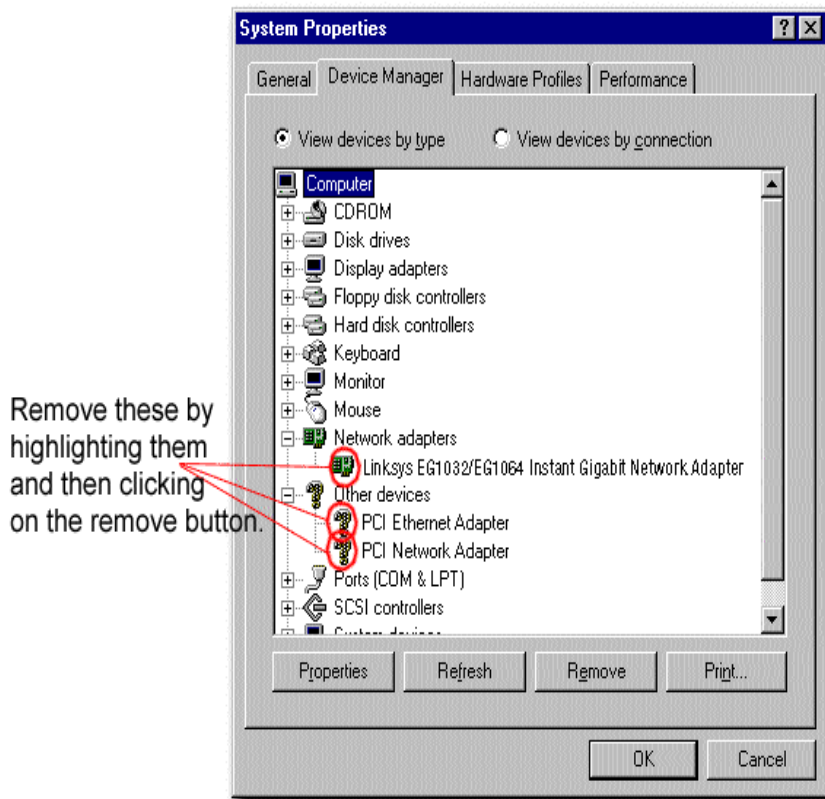 System Properties
General Device Manager Hardware Profiles Performance
View devices by type View devices by connection
Computer
CDROM
Disk drives
Display adapters
Floppy disk controllers
Hard disk controllers
Keyboard
Monitor
Mouse
Network adapters
Linksys EG1032/EG1064 Instant Gigabit Network Adapter
Other devices
PCI Ethernet Adapter
PCI Network Adapter
Ports (COM & LPT)
SCSI controllers
System devices
Properties Refresh Remove Print...
OK Cancel
Remove these by
highlighting them
and then clicking
on the remove button.